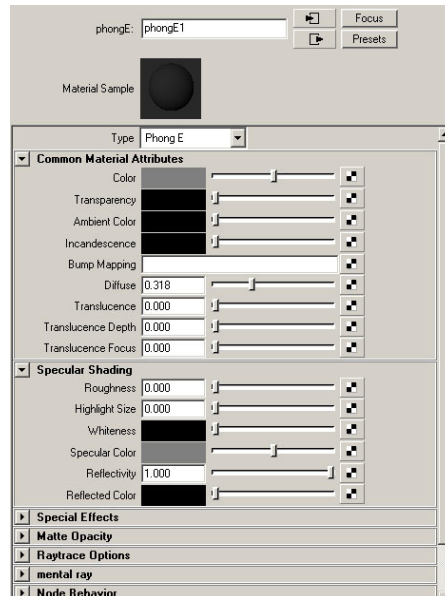 Focus
phongE: phongE1
Presets
Material Sample
Type Phong E
Common Material Attributes
Color
Transparency
Ambient Color
Incandescence
Bump Mapping
Diffuse 0.318
Translucence 0.000
Translucence Depth 0.000
Translucence Focus 0.000
Specular Shading
Roughness 0.000
Highlight Size 0.000
Whiteness
Specular Color
Reflectivity 1.000
Reflected Color
Special Effects
Matte Opacity
Raytrace Options
mental ray
Node Behavior